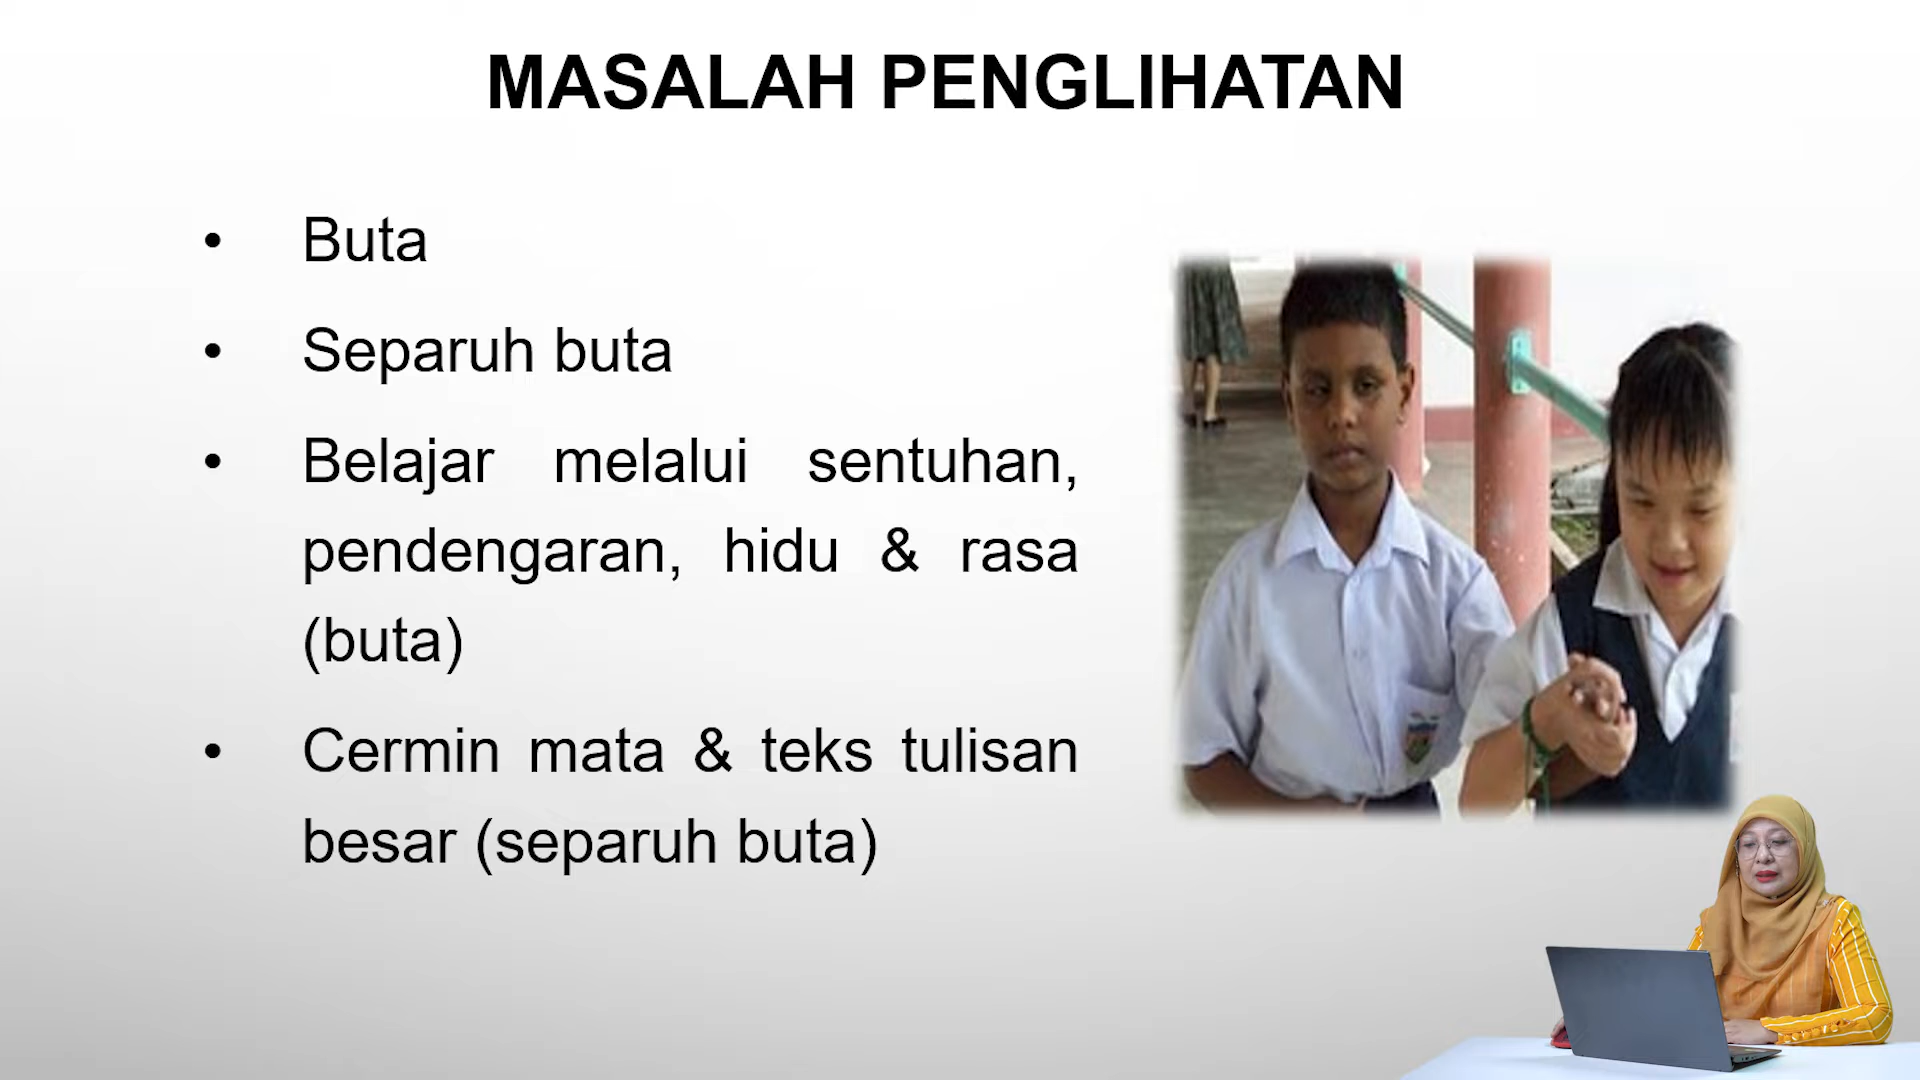 MASALAH PENGLIHATAN
• Buta
• Separuh buta
• Belajar melalui sentuhan,
pendengaran, hidu & rasa
(buta)
• Cermin mata & teks tulisan
besar (separuh buta)